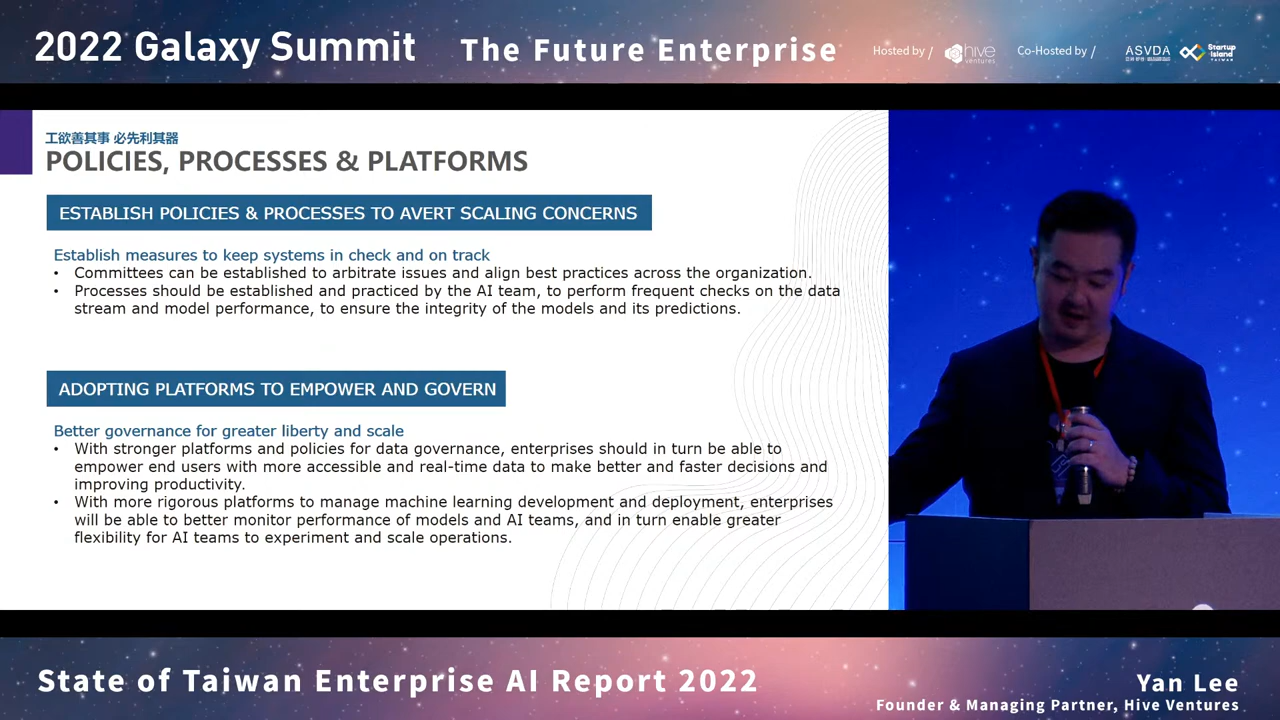 2022 Galaxy Summit The Future Enterprise Hosted by / hive ventures Co-Hosted by / ASVDA Startup Island TAIWAN
工欲善其事 必先利其器
POLICIES, PROCESSES & PLATFORMS
ESTABLISH POLICIES & PROCESSES TO AVERT SCALING CONCERNS
Establish measures to keep systems in check and on track
• Committees can be established to arbitrate issues and align best practices across the organization.
• Processes should be established and practiced by the AI team, to perform frequent checks on the data
stream and model performance, to ensure the integrity of the models and its predictions.
ADOPTING PLATFORMS TO EMPOWER AND GOVERN
Better governance for greater liberty and scale
• With stronger platforms and policies for data governance, enterprises should in turn be able to
empower end users with more accessible and real-time data to make better and faster decisions and
improving productivity.
• With more rigorous platforms to manage machine learning development and deployment, enterprises
will be able to better monitor performance of models and AI teams, and in turn enable greater
flexibility for AI teams to experiment and scale operations.
State of Taiwan Enterprise AI Report 2022
Yan Lee
Founder & Managing Partner, Hive Ventures